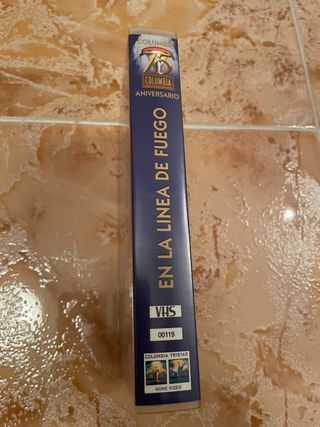 COLUMBIA
75
COLUMBIA
ANIVERSARIO
EN LA LINEA DE FUEGO
VHS
00119
COLUMBIA TRISTAR
HOME VIDEO